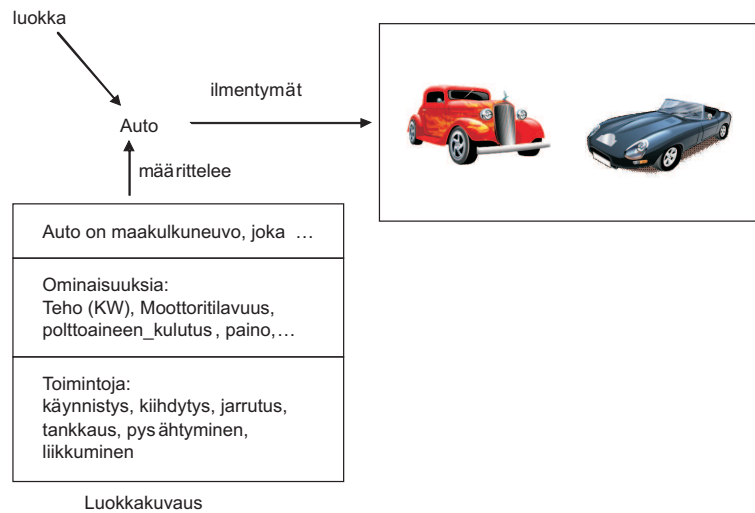 luokka
ilmentymät
Auto
määrittelee
Auto on maakulkuneuvo, joka …
Ominaisuuksia:
Teho (KW), Moottoritilavuus,
polttoaineen_kulutus, paino,…
Toimintoja:
käynnistys, kiihdytys, jarrutus,
tankkaus, pysähtyminen,
liikkuminen
Luokkakuvaus